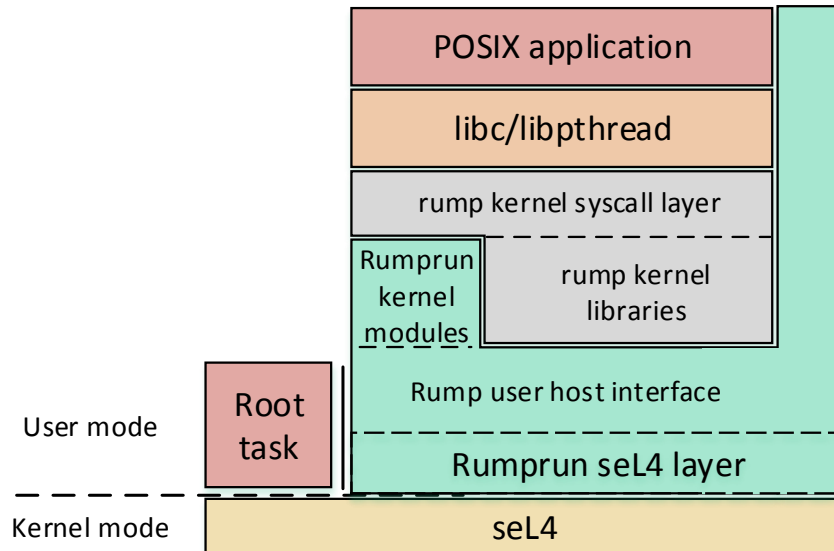 POSIX application
libc/libpthread
rump kernel syscall layer
Rumprun
kernel
modules
rump kernel
libraries
Root
task
Rump user host interface
User mode
Rumprun seL4 layer
Kernel mode
seL4